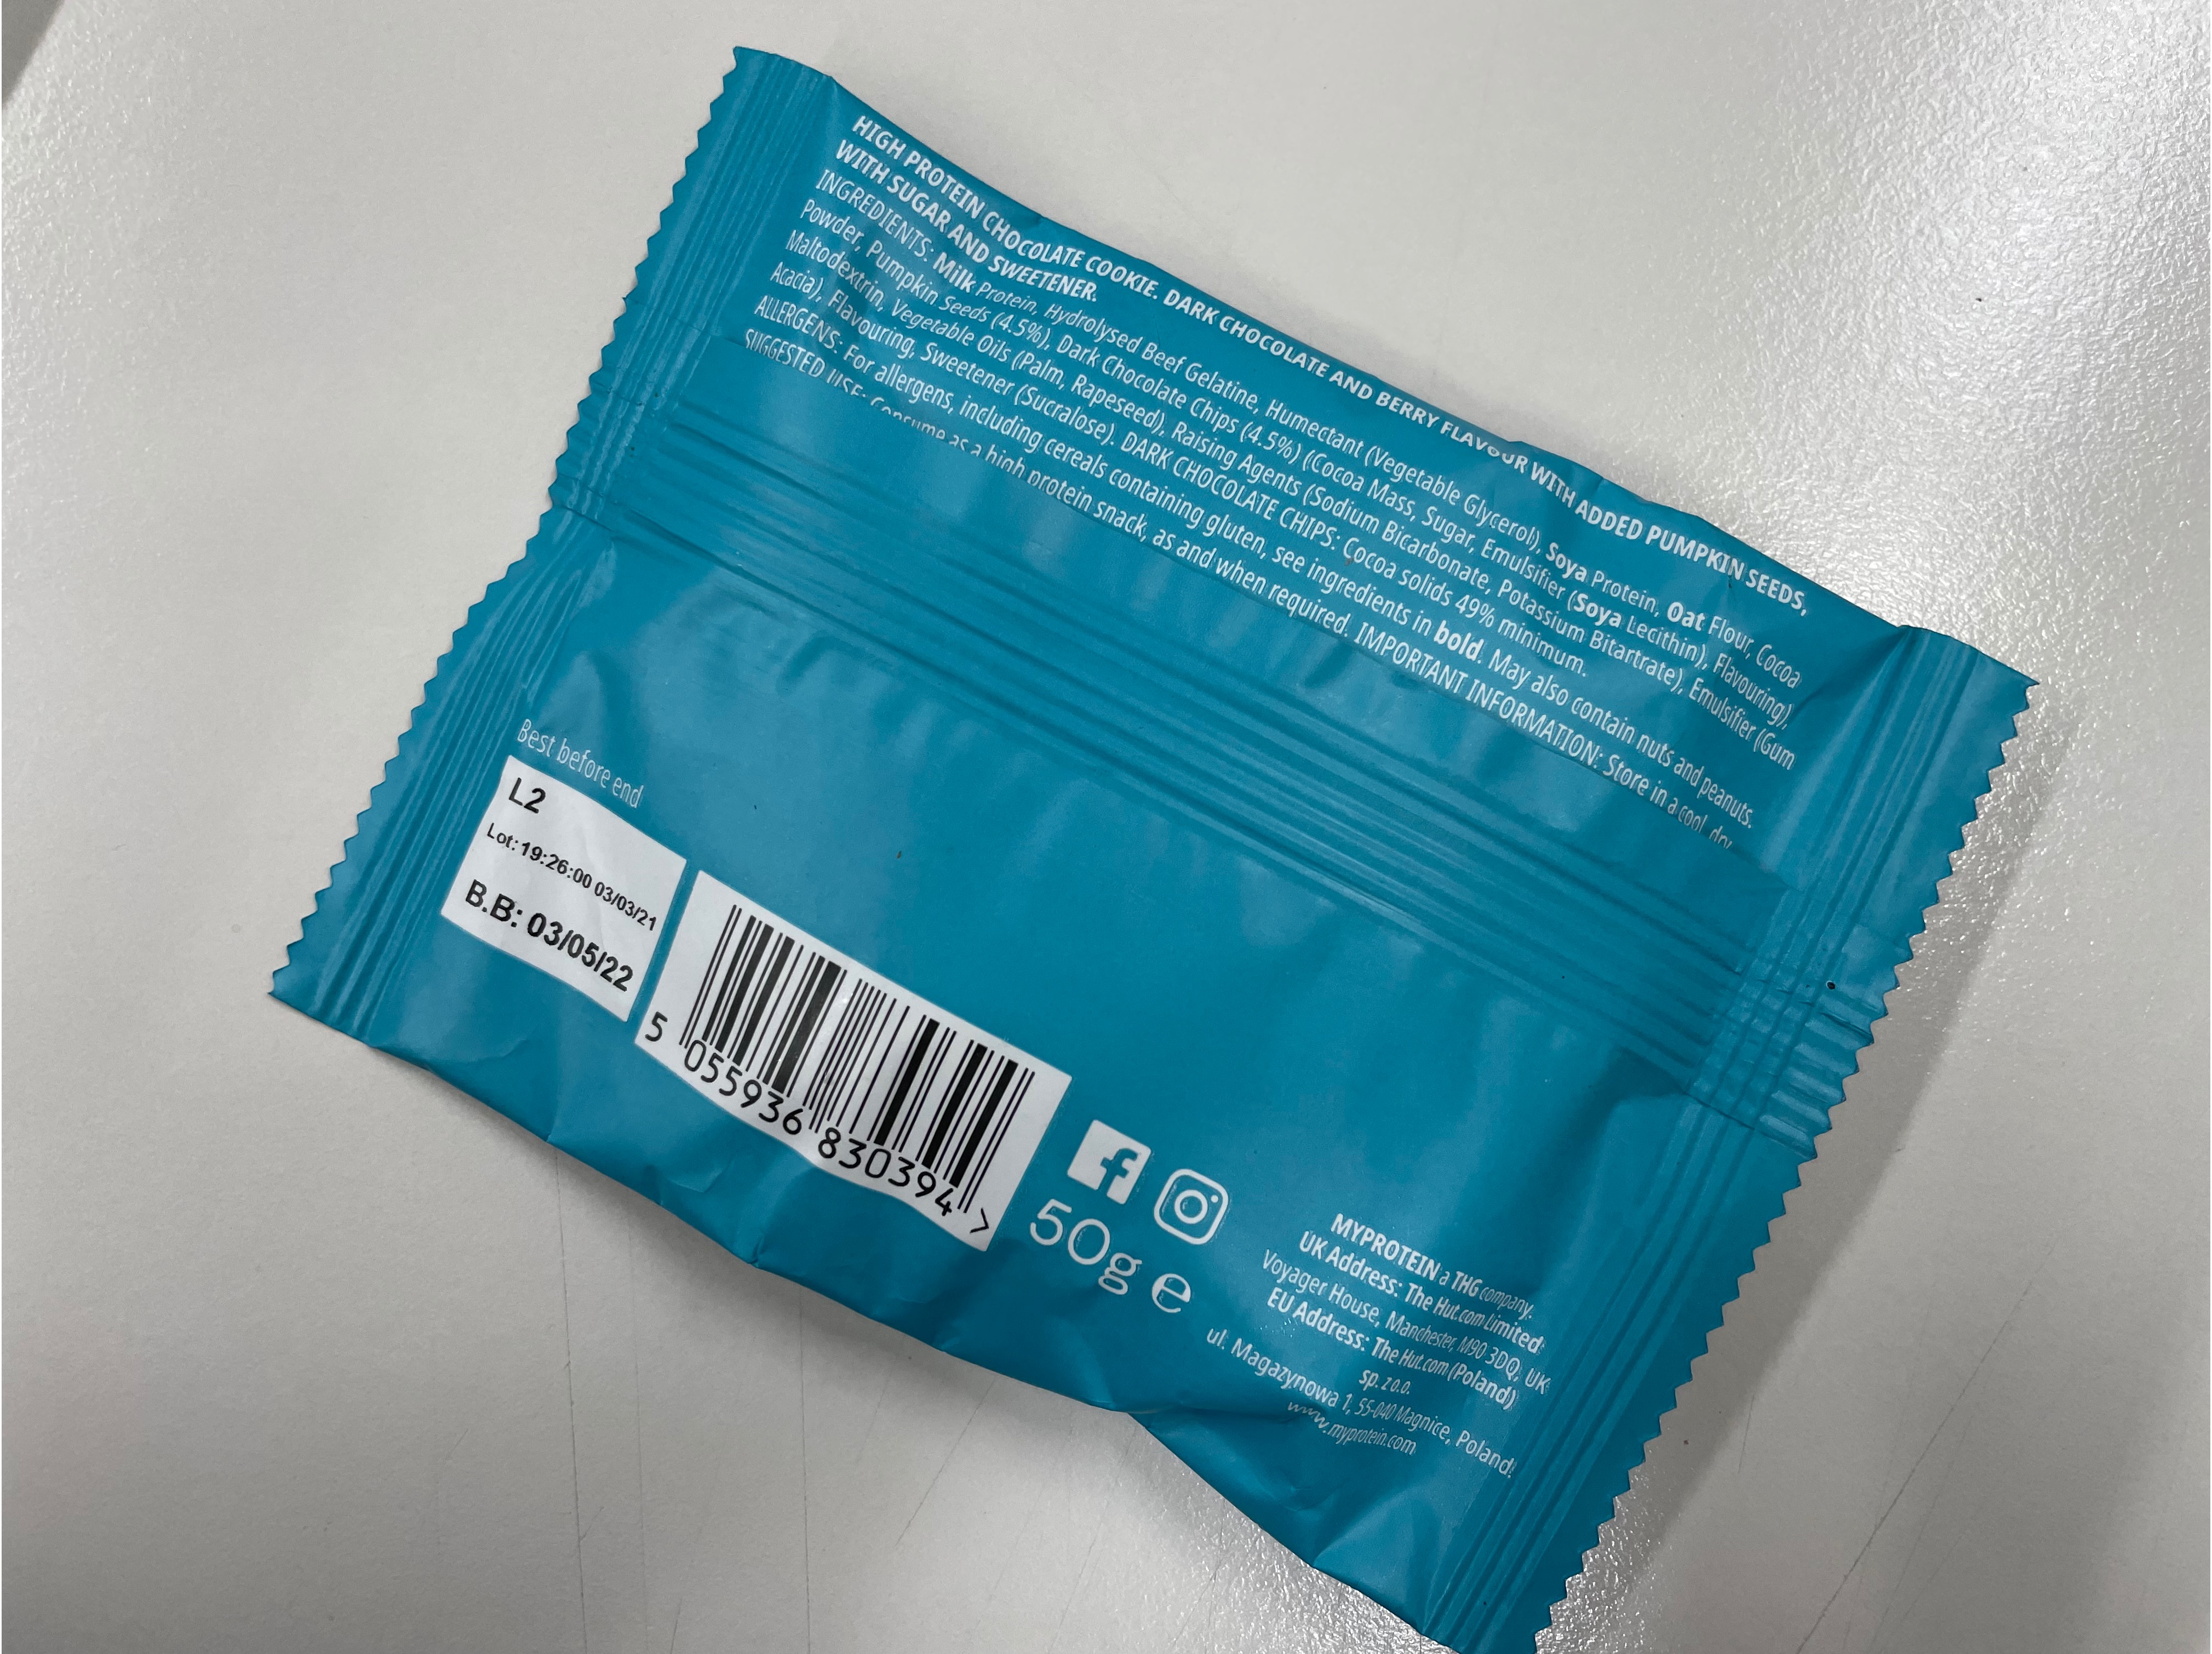 HIGH PROTEIN CHOCOLATE COOKIE. DARK CHOCOLATE AND BERRY FLAVOUR WITH ADDED PUMPKIN SEEDS,
WITH SUGAR AND SWEETENER.
INGREDIENTS: Milk Protein, Hydrolysed Beef Gelatine, Humectant (Vegetable Glycerol), Soya Protein, Oat Flour, Cocoa
Powder, Pumpkin Seeds (4.5%), Dark Chocolate Chips (4.5%) (Cocoa Mass, Sugar, Emulsifier (Soya Lecithin), Flavouring),
Maltodextrin, Vegetable Oils (Palm, Rapeseed), Raising Agents (Sodium Bicarbonate, Potassium Bitartrate), Emulsifier (Gum
Acacia), Flavouring, Sweetener (Sucralose). DARK CHOCOLATE CHIPS: Cocoa solids 49% minimum.
ALLERGENS: For allergens, including cereals containing gluten, see ingredients in bold. May also contain nuts and peanuts.
SUGGESTED USE: Consume as a high protein snack, as and when required. IMPORTANT INFORMATION: Store in a cool, dry
Best before end
L2
Lot: 19:26:00 03/03/21
B.B: 03/05/22
5 055936 830394 >
50g e
MYPROTEIN a THG company.
UK Address: The Hut.com Limited
Voyager House, Manchester, M90 3DQ, UK
EU Address: The Hut.com (Poland)
sp. z o.o.
ul. Magazynowa 1, 55-040 Magnice, Poland
www.myprotein.com